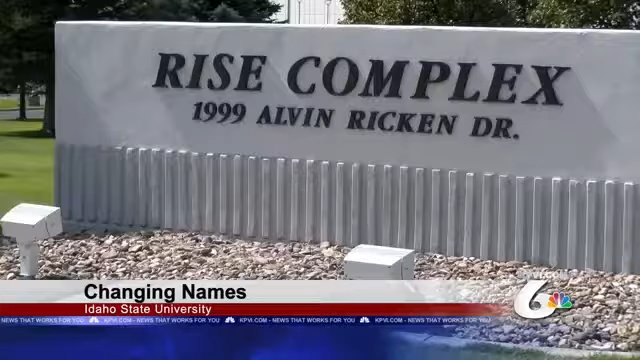 RISE COMPLEX
1999 ALVIN RICKEN DR.
Changing Names
6
Idaho State University
NEWS THAT WORKS FOR YOU ★ KPVI.COM - NEWS THAT WORKS FOR YOU ★ KPVI.COM - NEWS THAT WORKS FOR YOU ★ KPVI.COM - NEWS THAT WORKS FOR YOU